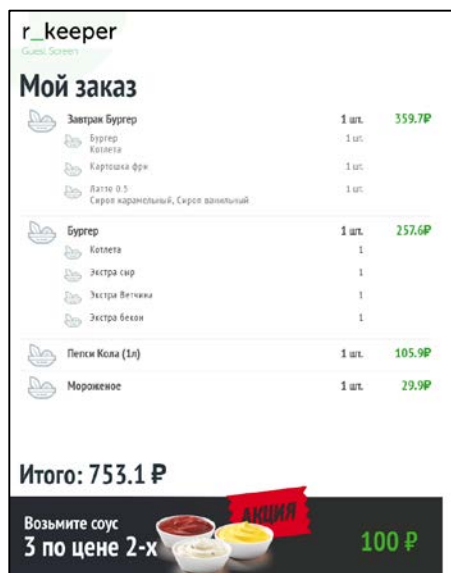 r_keeper
Guest Screen
Мой заказ
Завтрак Бургер 1 шт. 359.7₽
Бургер 1 шт.
Котлета
Картошка фри 1 шт.
Латте 0.5 1 шт.
Сироп карамельный, Сироп ванильный
Бургер 1 шт. 257.6₽
Котлета 1
Экстра сыр 1
Экстра Ветчина 1
Экстра бекон 1
Пепси Кола (1л) 1 шт. 105.9₽
Мороженое 1 шт. 29.9₽
Итого: 753.1 ₽
АКЦИЯ
Возьмите соус
3 по цене 2-х 100 ₽